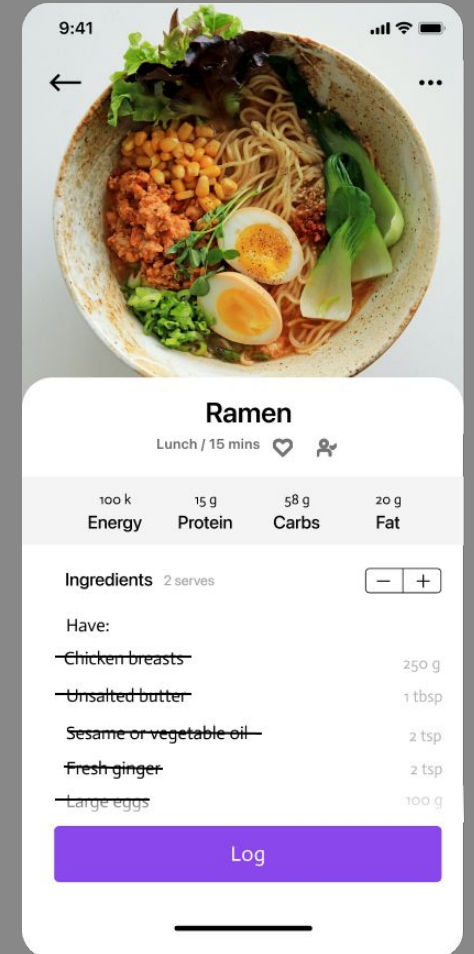 9:41
Ramen
Lunch / 15 mins
100 k 15 g 58 g 20 g
Energy Protein Carbs Fat
Ingredients 2 serves
Have:
Chicken breasts 250 g
Unsalted butter 1 tbsp
Sesame or vegetable oil 2 tsp
Fresh ginger 2 tsp
Large eggs 100 g
Log